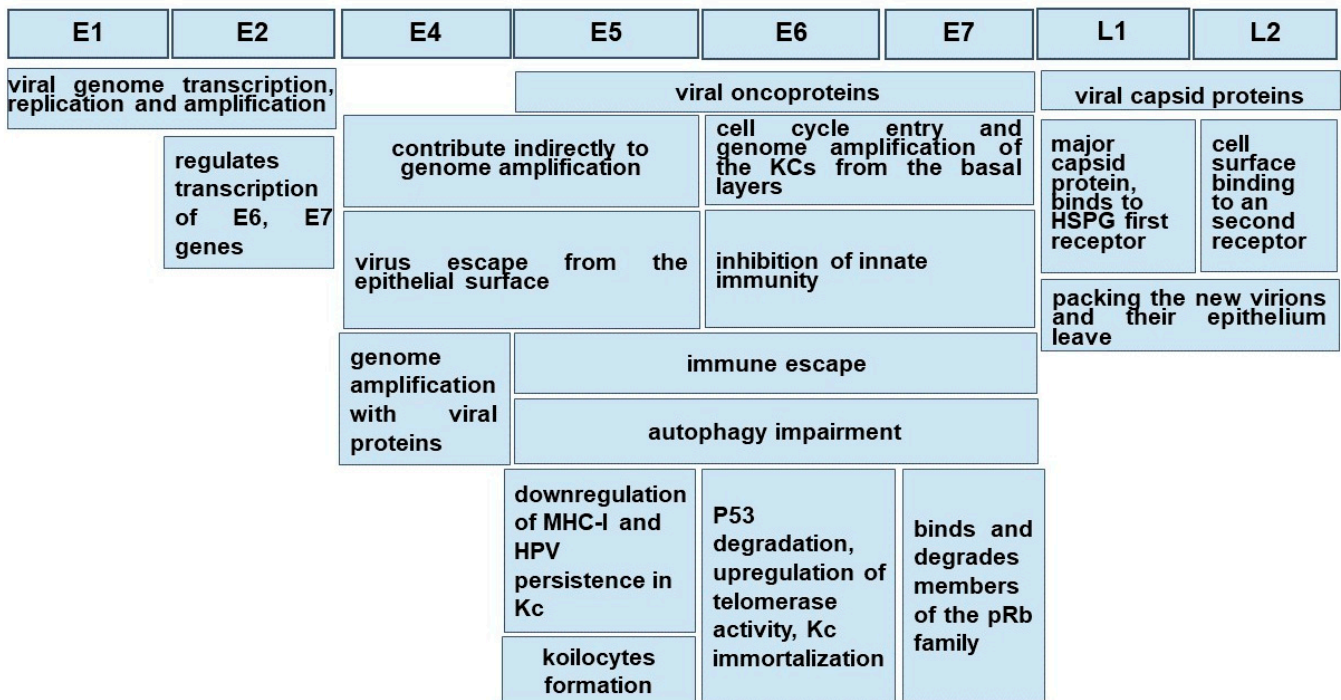 E1 E2 E4 E5 E6 E7 L1 L2
viral genome transcription,
replication and amplification
viral oncoproteins
viral capsid proteins
regulates
transcription
of E6, E7
genes
contribute indirectly to
genome amplification
cell cycle entry and
genome amplification of
the KCs from the basal
layers
major
capsid
protein,
binds to
HSPG first
receptor
cell
surface
binding
to an
second
receptor
virus escape from the
epithelial surface
inhibition of innate
immunity
packing the new virions
and their epithelium
leave
genome
amplification
with viral
proteins
immune escape
autophagy impairment
downregulation
of MHC-I and
HPV
persistence in
Kc
P53
degradation,
upregulation of
telomerase
activity, Kc
immortalization
binds and
degrades
members
of the pRb
family
koilocytes
formation